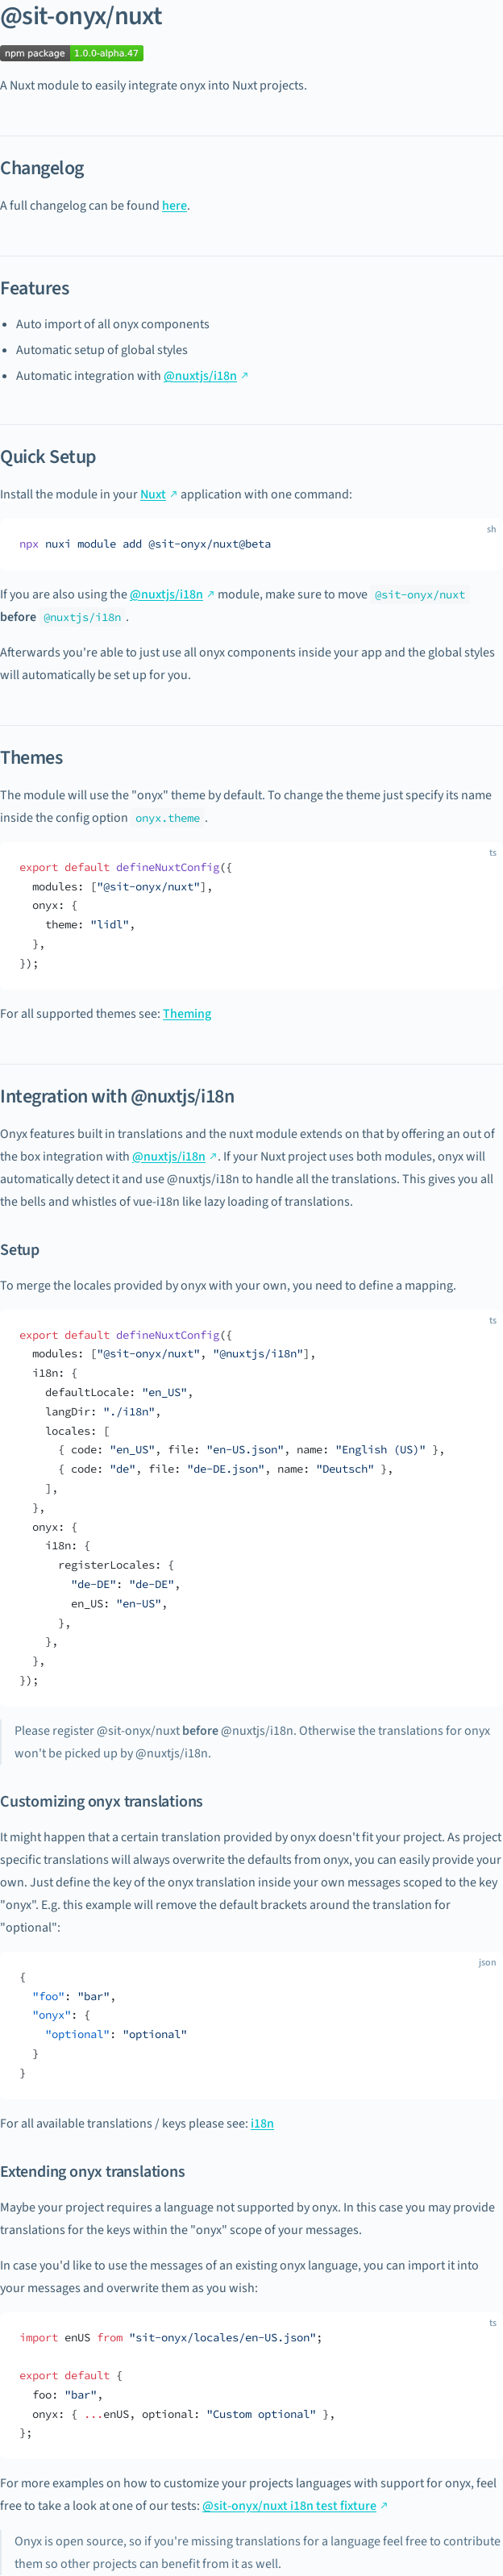 @sit-onyx/nuxt
npm package 1.0.0-alpha.47
A Nuxt module to easily integrate onyx into Nuxt projects.
Changelog
A full changelog can be found here.
Features
• Auto import of all onyx components
• Automatic setup of global styles
• Automatic integration with @nuxtjs/i18n ↗
Quick Setup
Install the module in your Nuxt ↗ application with one command:
sh
npx nuxi module add @sit-onyx/nuxt@beta
If you are also using the @nuxtjs/i18n ↗ module, make sure to move @sit-onyx/nuxt
before @nuxtjs/i18n .
Afterwards you're able to just use all onyx components inside your app and the global styles
will automatically be set up for you.
Themes
The module will use the "onyx" theme by default. To change the theme just specify its name
inside the config option onyx.theme .
ts
export default defineNuxtConfig({
  modules: ["@sit-onyx/nuxt"],
  onyx: {
    theme: "lidl",
  },
});
For all supported themes see: Theming
Integration with @nuxtjs/i18n
Onyx features built in translations and the nuxt module extends on that by offering an out of
the box integration with @nuxtjs/i18n ↗. If your Nuxt project uses both modules, onyx will
automatically detect it and use @nuxtjs/i18n to handle all the translations. This gives you all
the bells and whistles of vue-i18n like lazy loading of translations.
Setup
To merge the locales provided by onyx with your own, you need to define a mapping.
ts
export default defineNuxtConfig({
  modules: ["@sit-onyx/nuxt", "@nuxtjs/i18n"],
  i18n: {
    defaultLocale: "en_US",
    langDir: "./i18n",
    locales: [
      { code: "en_US", file: "en-US.json", name: "English (US)" },
      { code: "de", file: "de-DE.json", name: "Deutsch" },
    ],
  },
  onyx: {
    i18n: {
      registerLocales: {
        "de-DE": "de-DE",
        en_US: "en-US",
      },
    },
  },
});
Please register @sit-onyx/nuxt before @nuxtjs/i18n. Otherwise the translations for onyx
won't be picked up by @nuxtjs/i18n.
Customizing onyx translations
It might happen that a certain translation provided by onyx doesn't fit your project. As project
specific translations will always overwrite the defaults from onyx, you can easily provide your
own. Just define the key of the onyx translation inside your own messages scoped to the key
"onyx". E.g. this example will remove the default brackets around the translation for
"optional":
json
{
  "foo": "bar",
  "onyx": {
    "optional": "optional"
  }
}
For all available translations / keys please see: i18n
Extending onyx translations
Maybe your project requires a language not supported by onyx. In this case you may provide
translations for the keys within the "onyx" scope of your messages.
In case you'd like to use the messages of an existing onyx language, you can import it into
your messages and overwrite them as you wish:
ts
import enUS from "sit-onyx/locales/en-US.json";
export default {
  foo: "bar",
  onyx: { ...enUS, optional: "Custom optional" },
};
For more examples on how to customize your projects languages with support for onyx, feel
free to take a look at one of our tests: @sit-onyx/nuxt i18n test fixture ↗
Onyx is open source, so if you're missing translations for a language feel free to contribute
them so other projects can benefit from it as well.